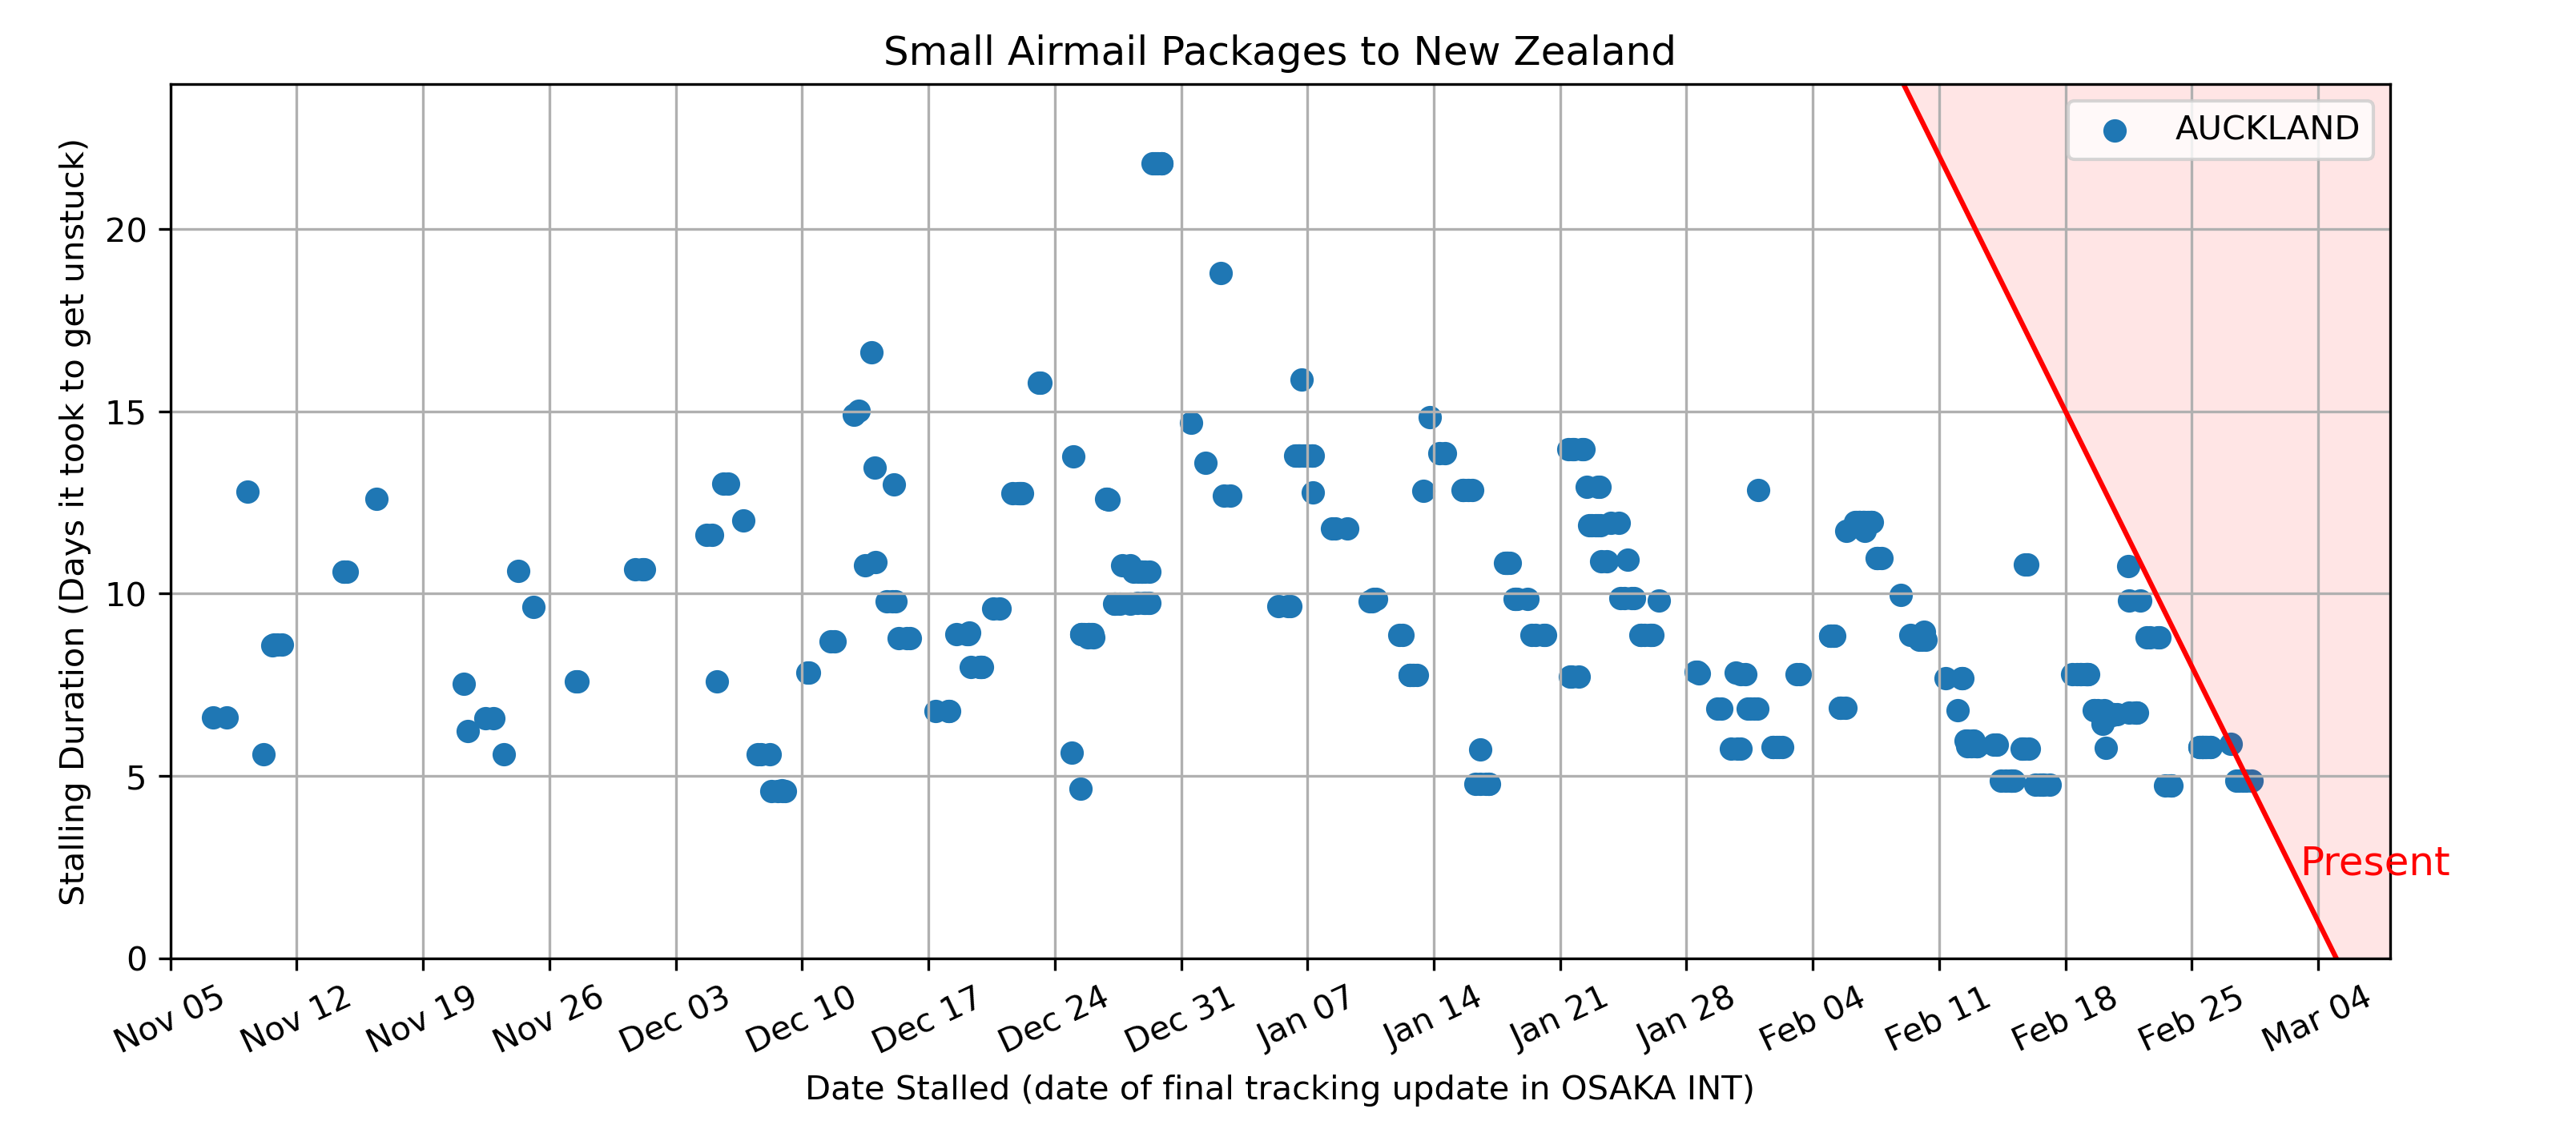 Small Airmail Packages to New Zealand
AUCKLAND
Stalling Duration (Days it took to get unstuck)
20
15
10
5
0
Present
Nov 05
Nov 12
Nov 19
Nov 26
Dec 03
Dec 10
Dec 17
Dec 24
Dec 31
Jan 07
Jan 14
Jan 21
Jan 28
Feb 04
Feb 11
Feb 18
Feb 25
Mar 04
Date Stalled (date of final tracking update in OSAKA INT)